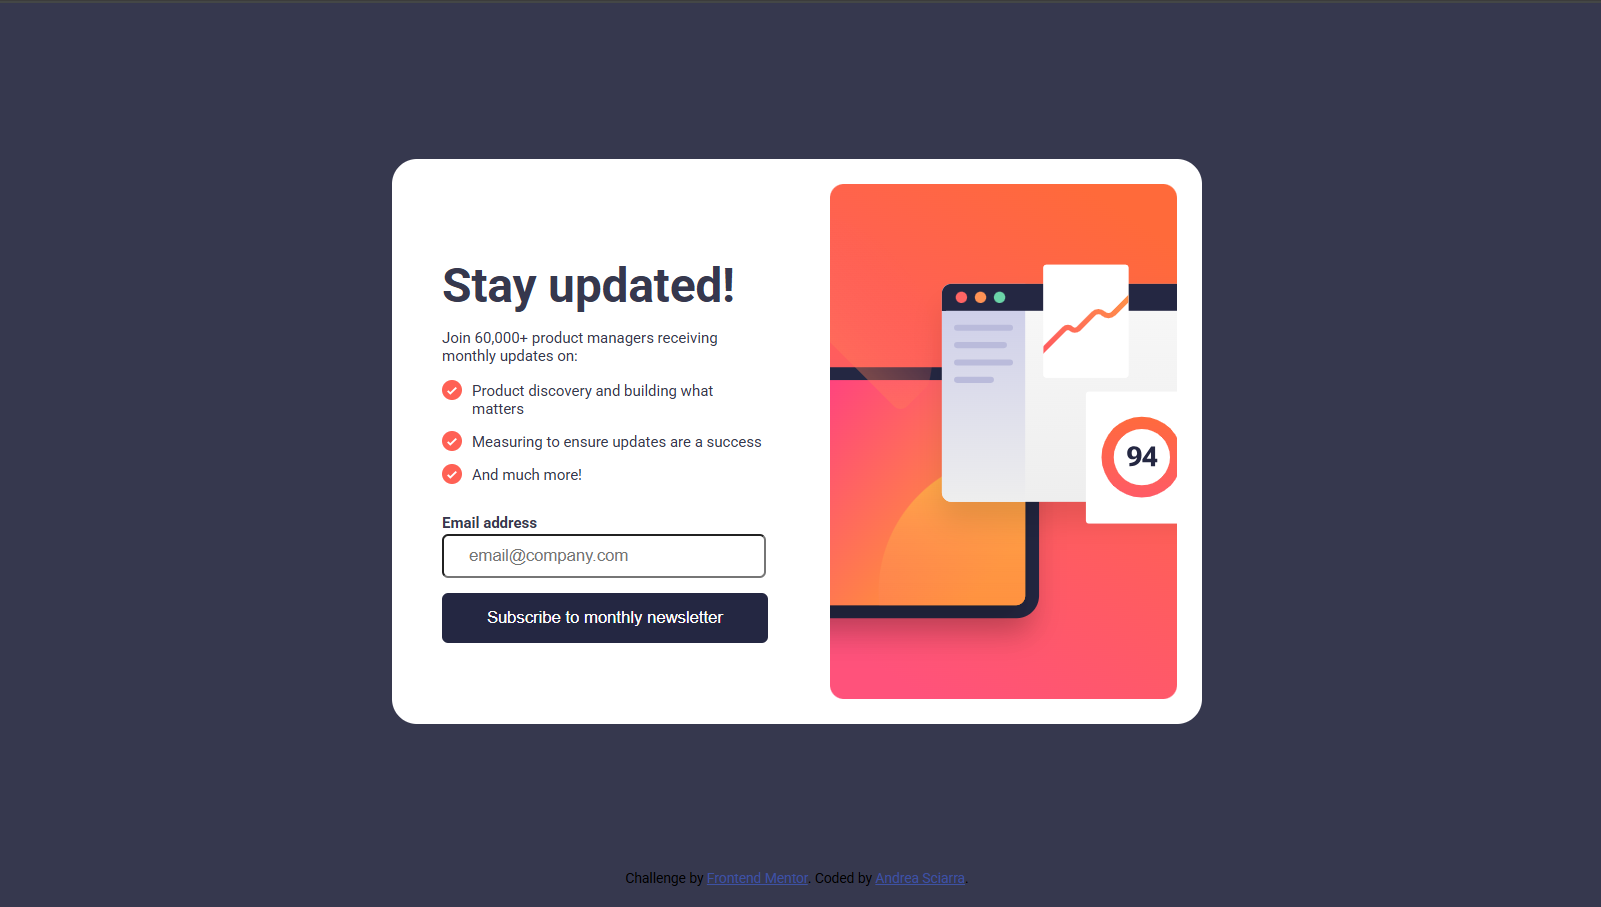 Stay updated!
Join 60,000+ product managers receiving
monthly updates on:
Product discovery and building what
matters
Measuring to ensure updates are a success
And much more!
Email address
email@company.com
Subscribe to monthly newsletter
94
Challenge by Frontend Mentor. Coded by Andrea Sciarra.